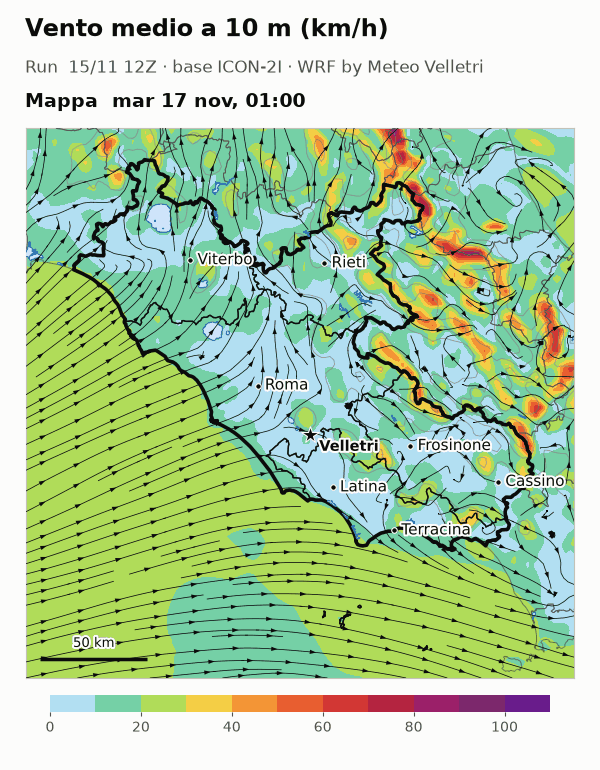 Vento medio a 10 m (km/h)
Run  15/11 12Z · base ICON-2I · WRF by Meteo Velletri
Mappa  mar 17 nov, 01:00
Viterbo
Rieti
Roma
Velletri
Frosinone
Latina
Cassino
Terracina
50 km
0 20 40 60 80 100